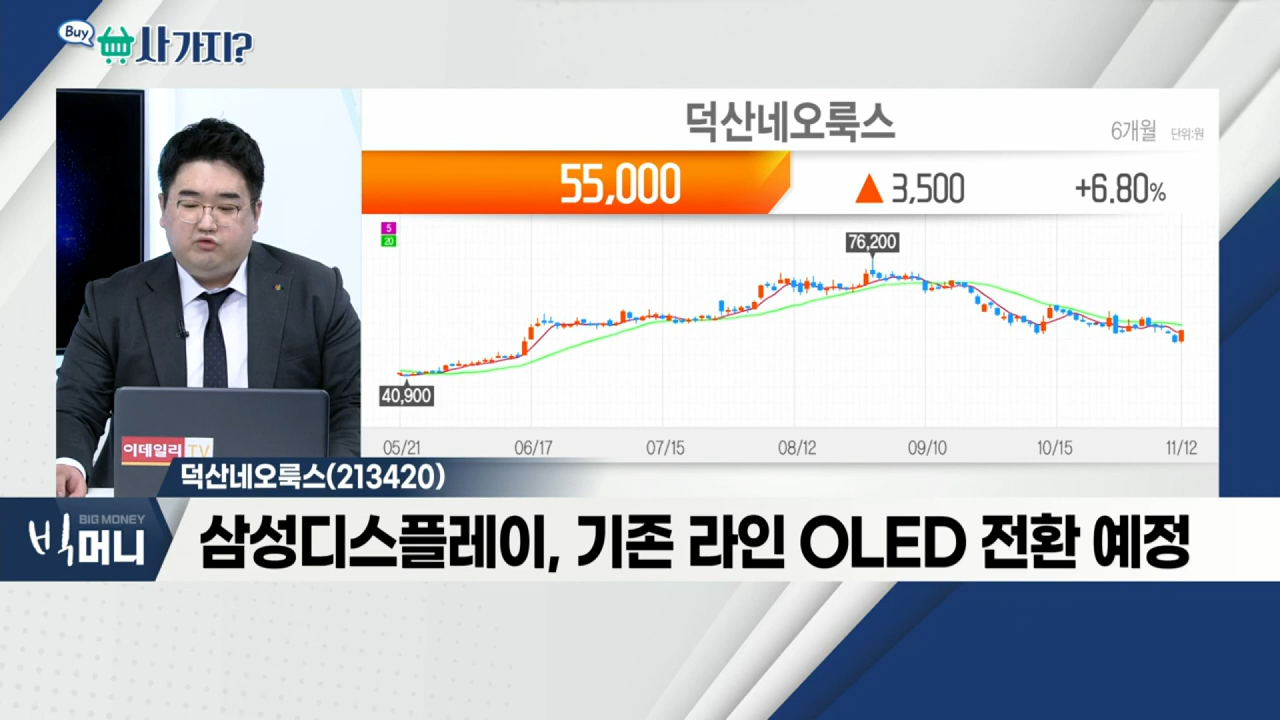 Buy
사가지?
덕산네오룩스
6개월 단위:원
55,000 ▲3,500 +6.80%
5
20
76,200
40,900
05/21 06/17 07/15 08/12 09/10 10/15 11/12
이데일리 TV
덕산네오룩스(213420)
BIG MONEY
빅머니
삼성디스플레이, 기존 라인 OLED 전환 예정